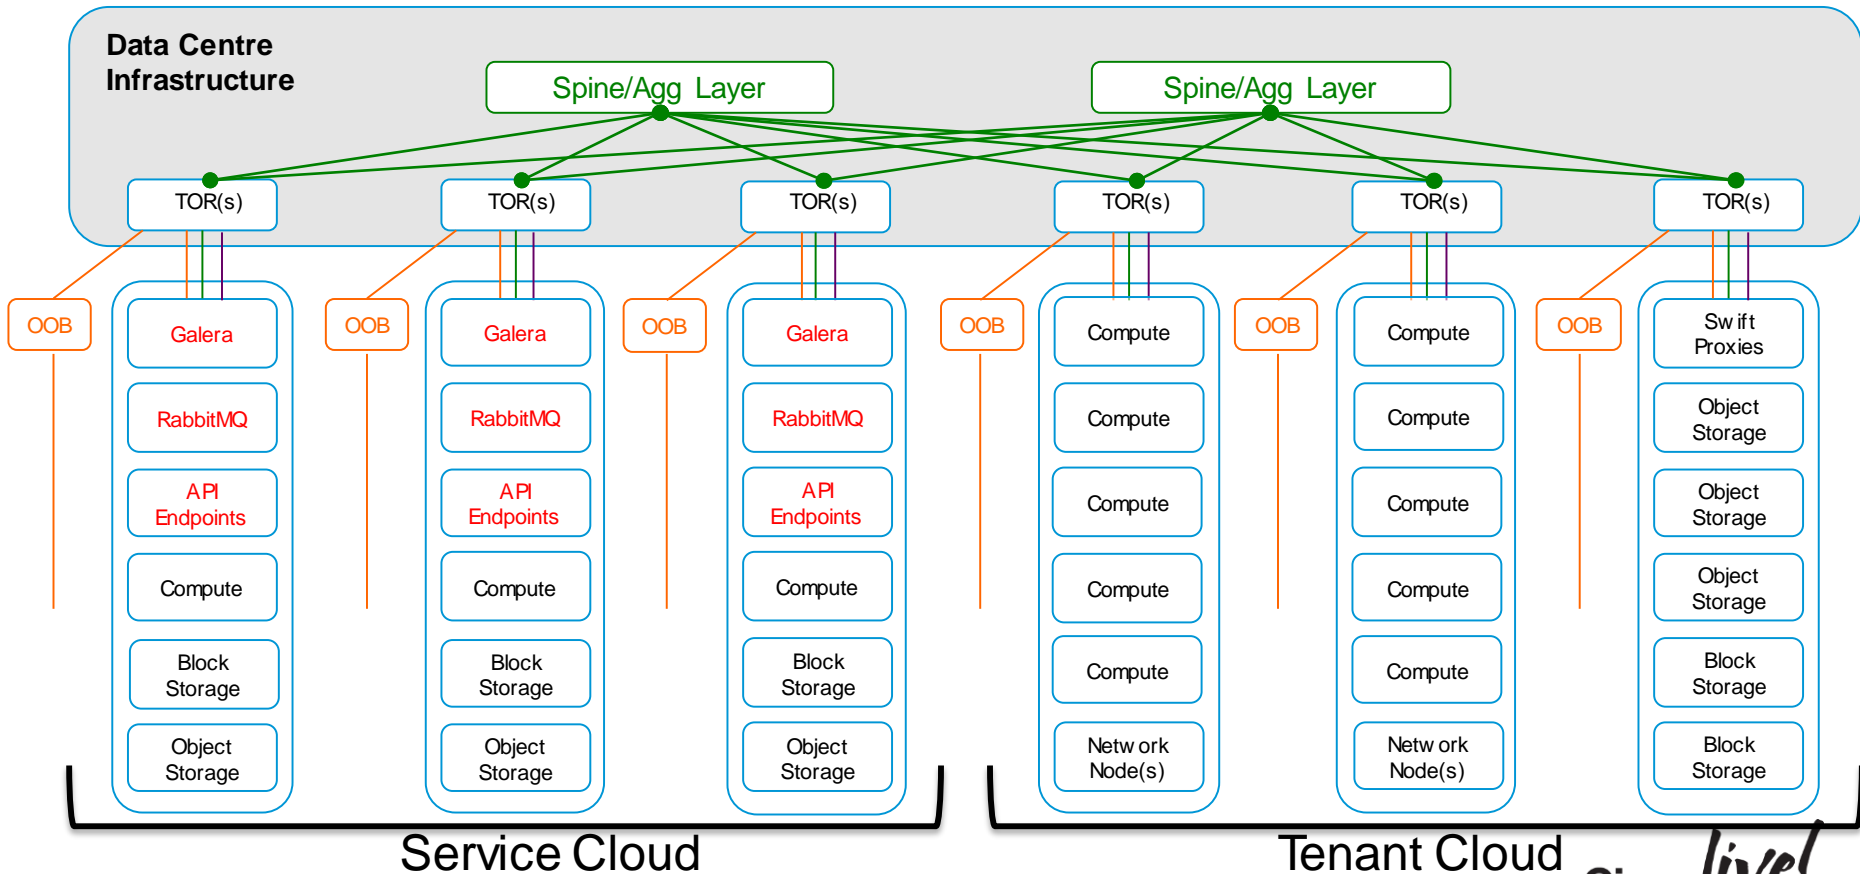 Data Centre
Infrastructure
Spine/Agg Layer
Spine/Agg Layer
TOR(s)
TOR(s)
TOR(s)
TOR(s)
TOR(s)
TOR(s)
OOB
Galera
RabbitMQ
API
Endpoints
Compute
Block
Storage
Object
Storage
OOB
Galera
RabbitMQ
API
Endpoints
Compute
Block
Storage
Object
Storage
OOB
Galera
RabbitMQ
API
Endpoints
Compute
Block
Storage
Object
Storage
OOB
Compute
Compute
Compute
Compute
Compute
Network
Node(s)
OOB
Compute
Compute
Compute
Compute
Compute
Network
Node(s)
OOB
Swift
Proxies
Object
Storage
Object
Storage
Object
Storage
Block
Storage
Block
Storage
Service Cloud
Tenant Cloud
live!